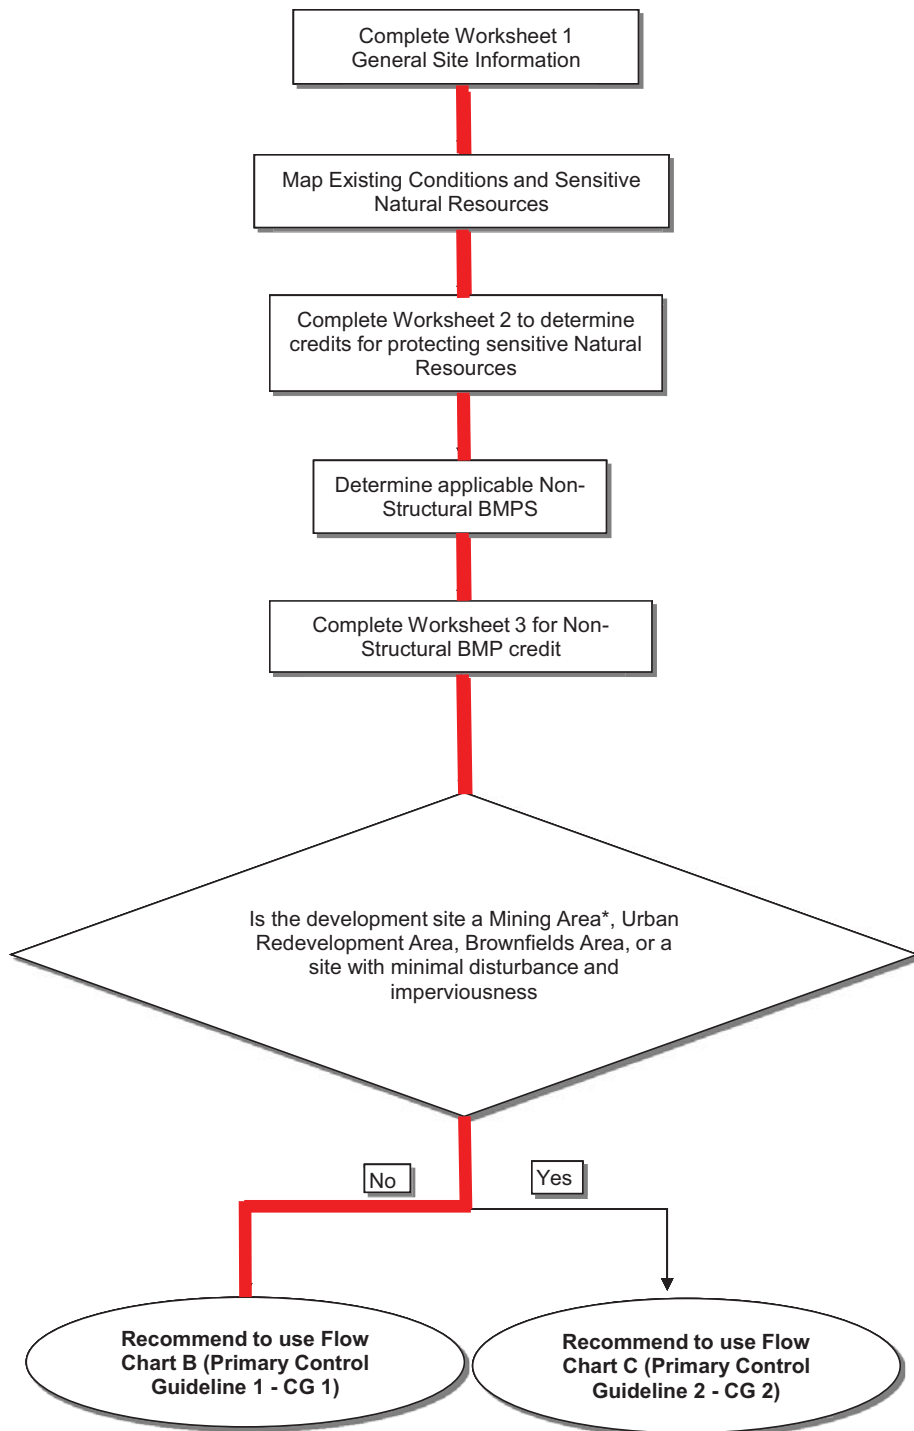 Complete Worksheet 1
General Site Information
Map Existing Conditions and Sensitive
Natural Resources
Complete Worksheet 2 to determine
credits for protecting sensitive Natural
Resources
Determine applicable Non-
Structural BMPS
Complete Worksheet 3 for Non-
Structural BMP credit
Is the development site a Mining Area*, Urban
Redevelopment Area, Brownfields Area, or a
site with minimal disturbance and
imperviousness
No
Yes
Recommend to use Flow
Chart B (Primary Control
Guideline 1 - CG 1)
Recommend to use Flow
Chart C (Primary Control
Guideline 2 - CG 2)